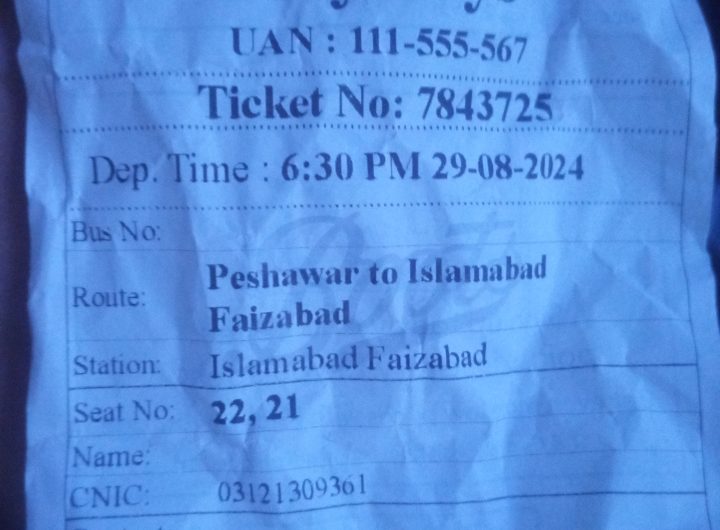 UAN : 111-555-567
Ticket No: 7843725
Dep. Time : 6:30 PM 29-08-2024
Bus No:
Route: Peshawar to Islamabad
Faizabad
Station: Islamabad Faizabad
Seat No: 22, 21
Name:
CNIC: 03121309361